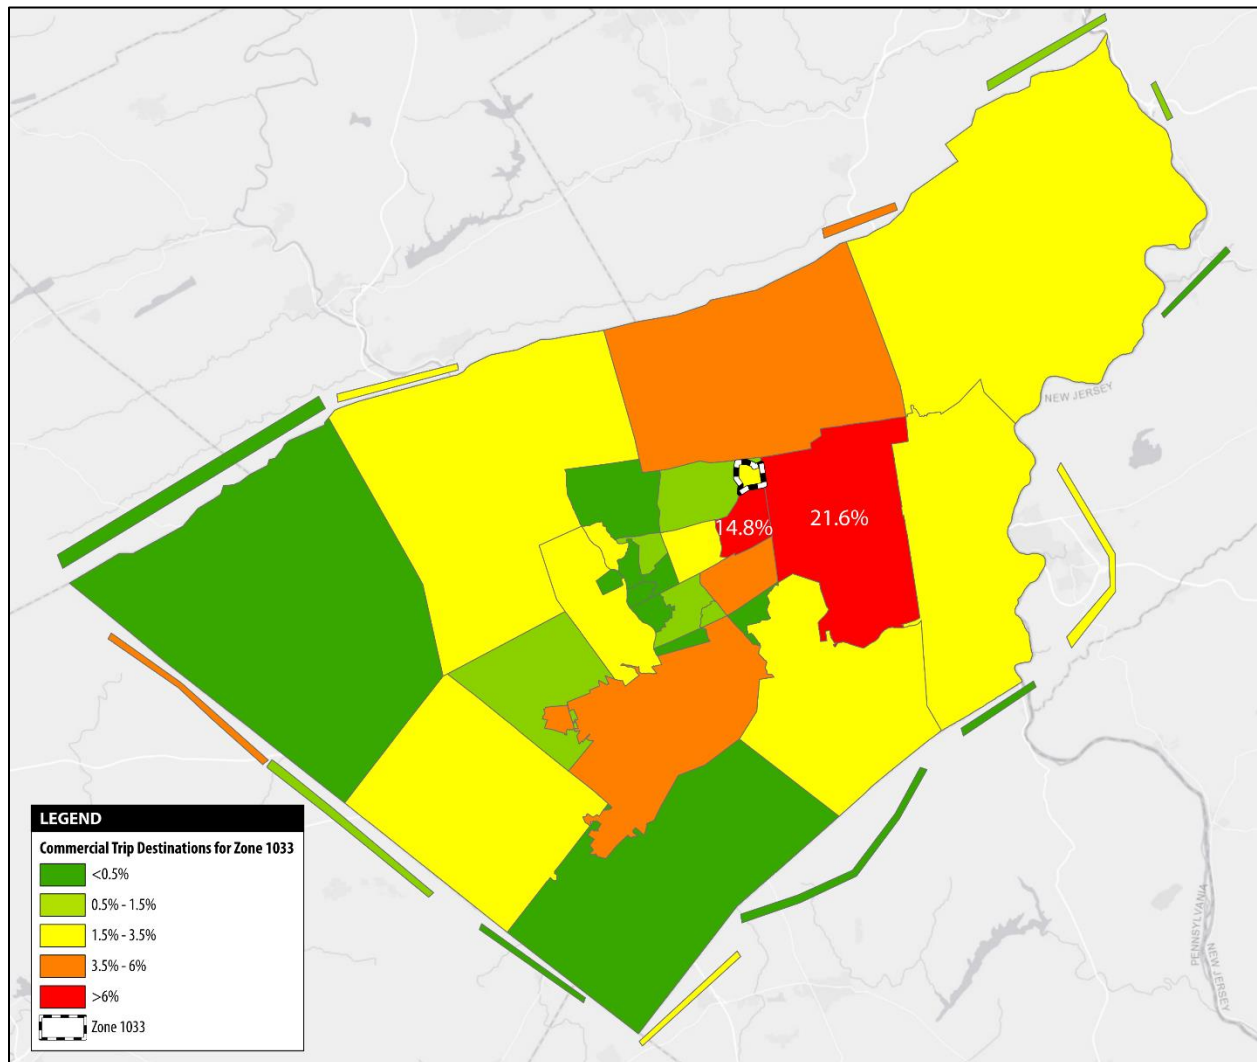 NEW JERSEY
14.8%
21.6%
LEGEND
Commercial Trip Destinations for Zone 1033
<0.5%
0.5% - 1.5%
1.5% - 3.5%
3.5% - 6%
>6%
Zone 1033
PENNSYLVANIA
NEW JERSEY